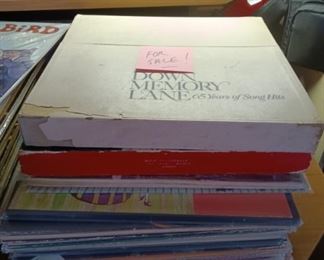 BIRD
FOR
SALE !
DOWN
MEMORY
LANE 65 Years of Song Hits